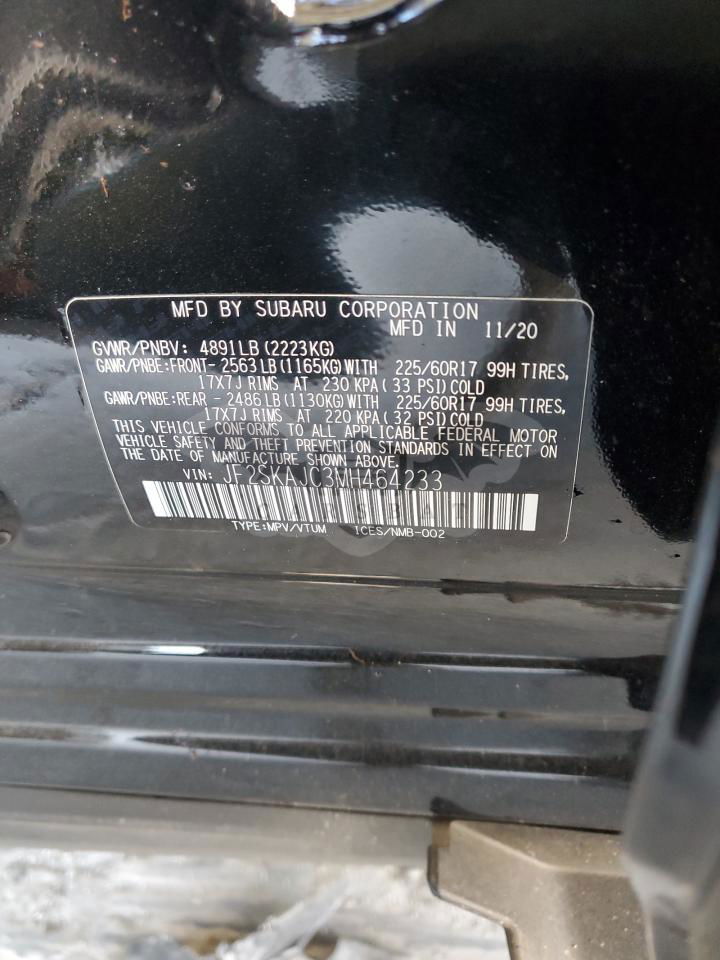 MFD BY SUBARU CORPORATION
MFD IN 11/20
GVWR/PNBV: 4891LB(2223KG)
GAWR/PNBE:FRONT-2563LB(1165KG)WITH 225/60R17 99H TIRES,
17X7J RIMS AT 230 KPA(33 PSI)COLD
GAWR/PNBE:REAR -2486LB(1130KG)WITH 225/60R17 99H TIRES,
17X7J RIMS AT 220 KPA(32 PSI)COLD
THIS VEHICLE CONFORMS TO ALL APPLICABLE FEDERAL MOTOR
VEHICLE SAFETY AND THEFT PREVENTION STANDARDS IN EFFECT ON
THE DATE OF MANUFACTURE SHOWN ABOVE.
VIN: JF2SKAJC3MH464233
TYPE:MPV/VTUM ICES/NMB-002